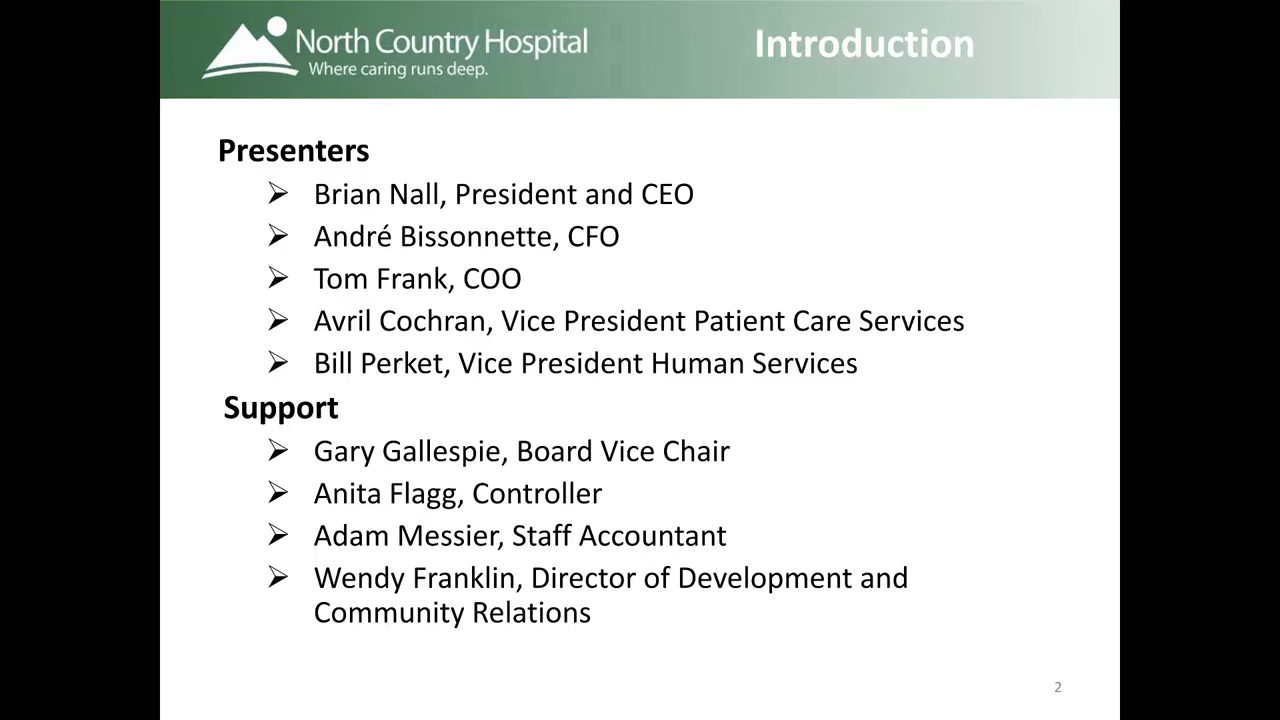 North Country Hospital
Where caring runs deep.
Introduction
Presenters
Brian Nall, President and CEO
André Bissonnette, CFO
Tom Frank, COO
Avril Cochran, Vice President Patient Care Services
Bill Perket, Vice President Human Services
Support
Gary Gallespie, Board Vice Chair
Anita Flagg, Controller
Adam Messier, Staff Accountant
Wendy Franklin, Director of Development and
Community Relations
2